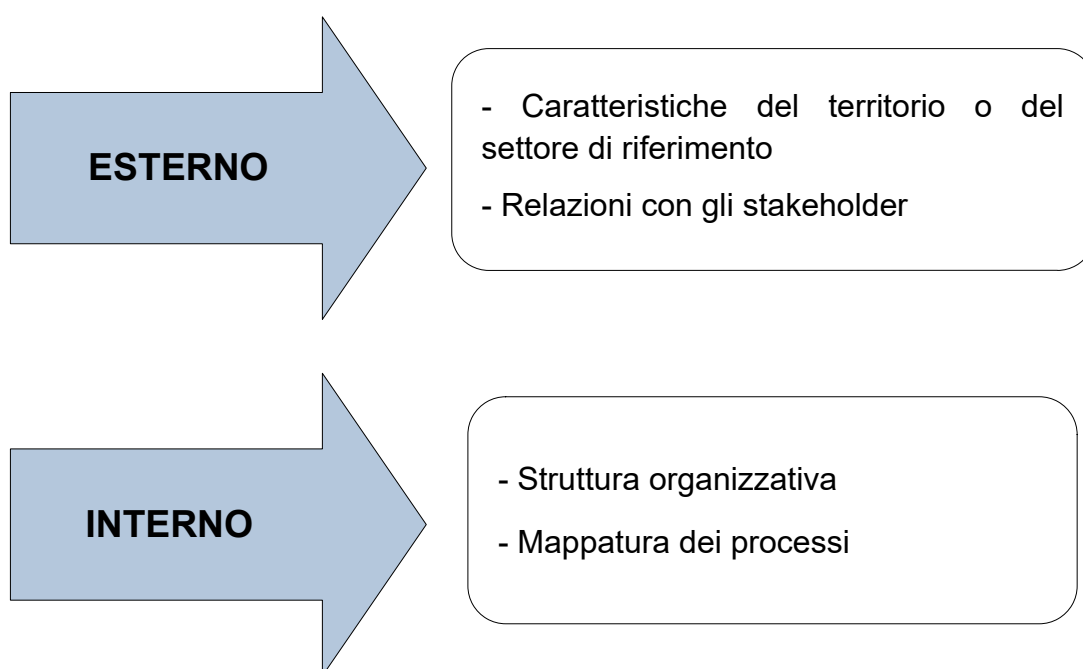 ESTERNO
- Caratteristiche del territorio o del
settore di riferimento
- Relazioni con gli stakeholder
INTERNO
- Struttura organizzativa
- Mappatura dei processi